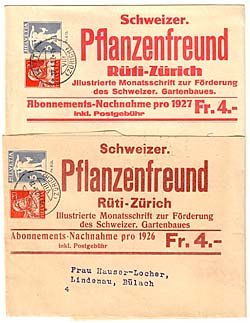 Schweizer.
Pflanzenfreund
Rüti-Zürich
Illustrierte Monatsschrift zur Förderung
des Schweizer. Gartenbaues.
Abonnements-Nachnahme pro 1927
inkl. Postgebühr
Fr. 4.-
HELVETIA
Schweizer.
Pflanzenfreund
Rüti-Zürich
Illustrierte Monatsschrift zur Förderung
des Schweizer. Gartenbaues
Abonnements-Nachnahme pro 1926
inkl. Postgebühr
Fr. 4.-
HELVETIA
Frau Hauser-Locher,
Lindenau, Bülach
4